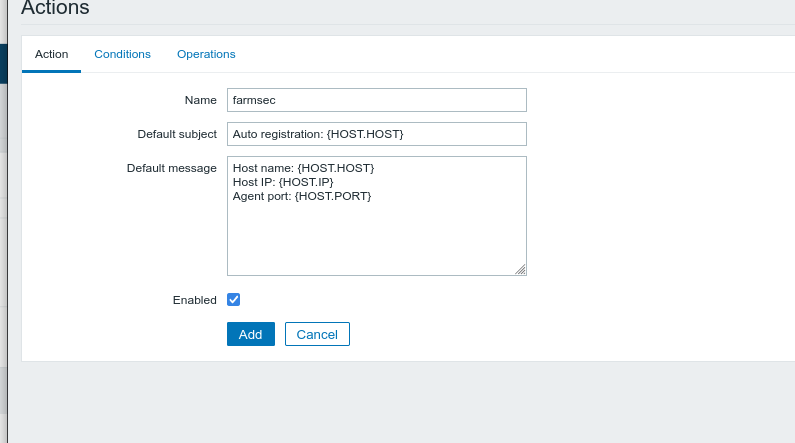 Actions
Action Conditions Operations
Name farmsec
Default subject Auto registration: {HOST.HOST}
Default message Host name: {HOST.HOST}
Host IP: {HOST.IP}
Agent port: {HOST.PORT}
Enabled
Add Cancel